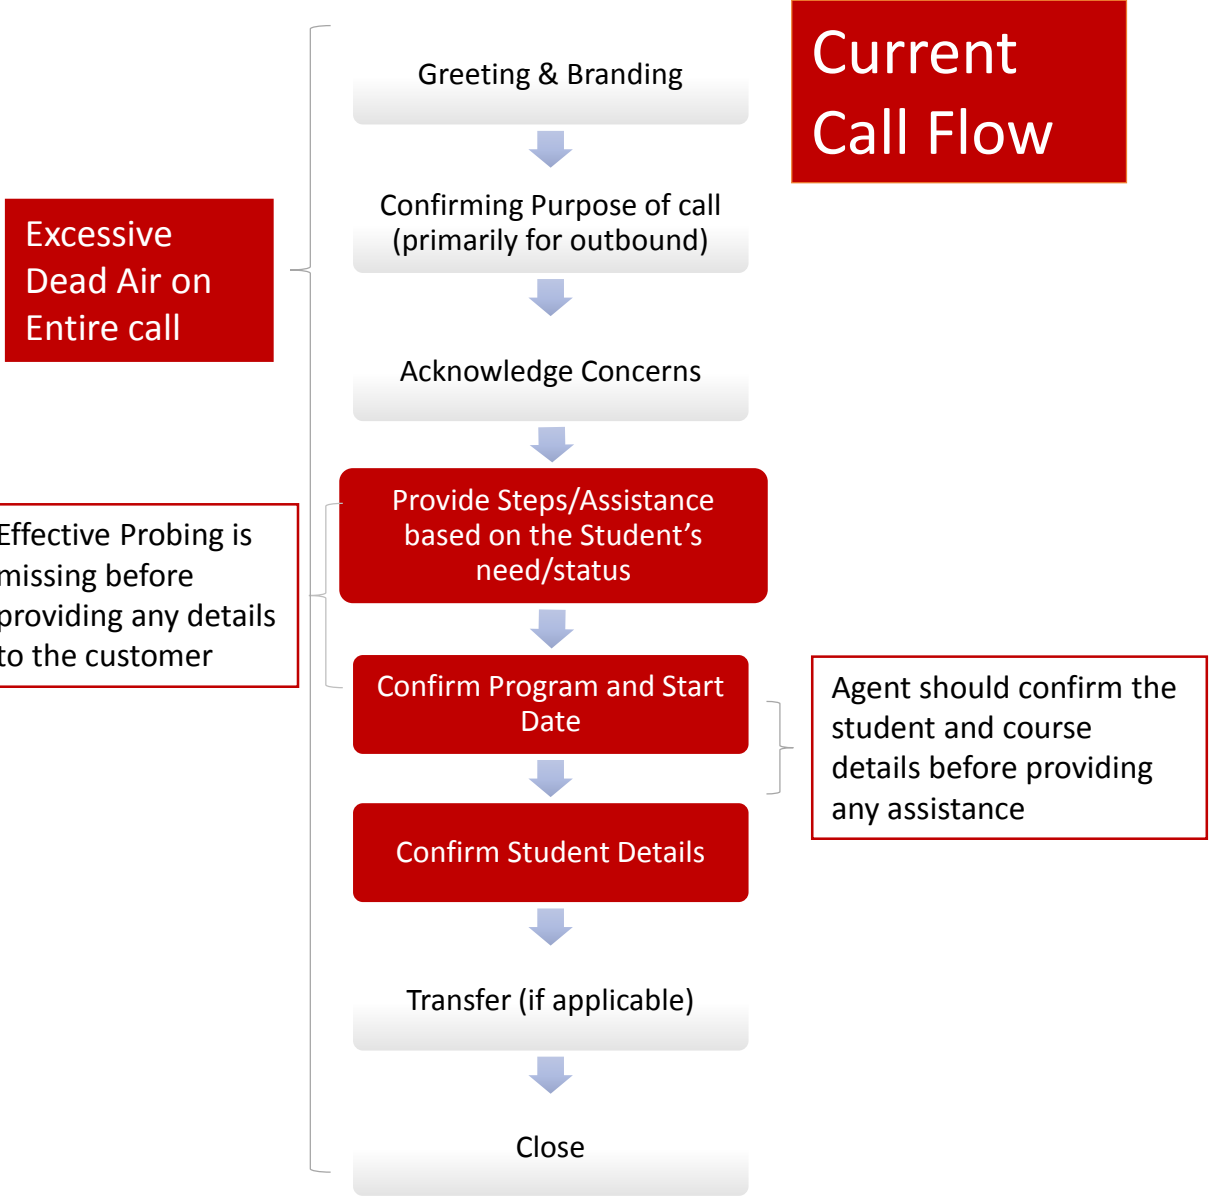 Current
Call Flow
Greeting & Branding
Confirming Purpose of call
(primarily for outbound)
Excessive
Dead Air on
Entire call
Acknowledge Concerns
Provide Steps/Assistance
based on the Student’s
need/status
Effective Probing is
missing before
providing any details
to the customer
Confirm Program and Start
Date
Agent should confirm the
student and course
details before providing
any assistance
Confirm Student Details
Transfer (if applicable)
Close